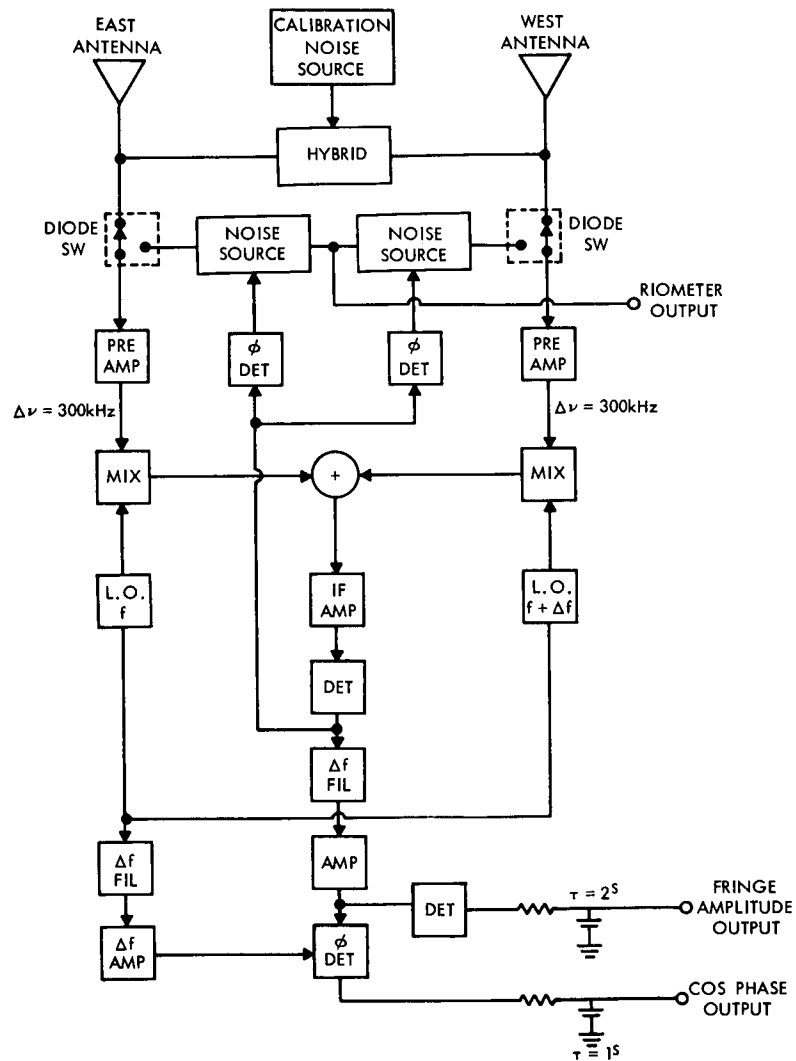 EAST
ANTENNA
CALIBRATION
NOISE
SOURCE
WEST
ANTENNA
HYBRID
DIODE
SW
NOISE
SOURCE
NOISE
SOURCE
DIODE
SW
RIOMETER
OUTPUT
PRE
AMP
φ
DET
φ
DET
PRE
AMP
Δν = 300kHz
Δν = 300kHz
MIX
+
MIX
L.O.
f
IF
AMP
L.O.
f + Δf
DET
Δf
FIL
Δf
FIL
AMP
DET
τ = 2S
FRINGE
AMPLITUDE
OUTPUT
Δf
AMP
φ
DET
COS PHASE
OUTPUT
τ = 1S